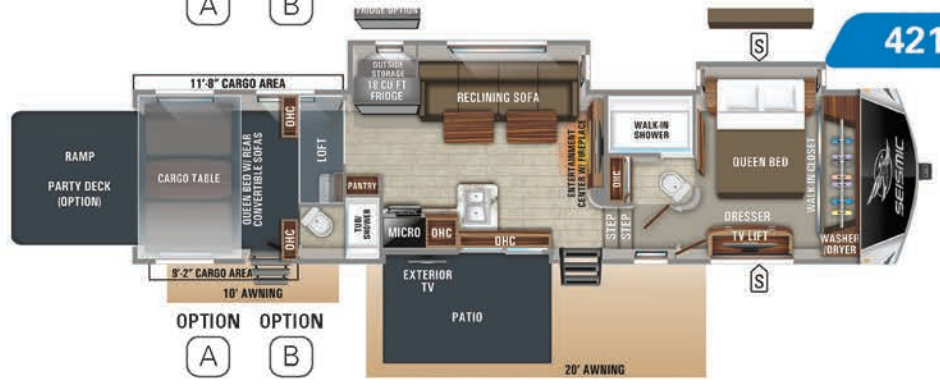 A
B
FRIDGE OPTION
S
421
11'-8" CARGO AREA
OUTSIDE
STORAGE
18 CU FT
FRIDGE
RECLINING SOFA
OHC
LOFT
RAMP
PARTY DECK
(OPTION)
CARGO TABLE
QUEEN BED W/ REAR
CONVERTIBLE SOFAS
PANTRY
TUB/
SHOWER
MICRO
OHC
OHC
OHC
ENTERTAINMENT
CENTER W/ FIREPLACE
WALK-IN
SHOWER
OHC
STEP
STEP
QUEEN BED
DRESSER
TV LIFT
WALK-IN CLOSET
WASHER
/DRYER
SEISMIC
9'-2" CARGO AREA
10' AWNING
EXTERIOR
TV
PATIO
20' AWNING
S
OPTION
A
OPTION
B